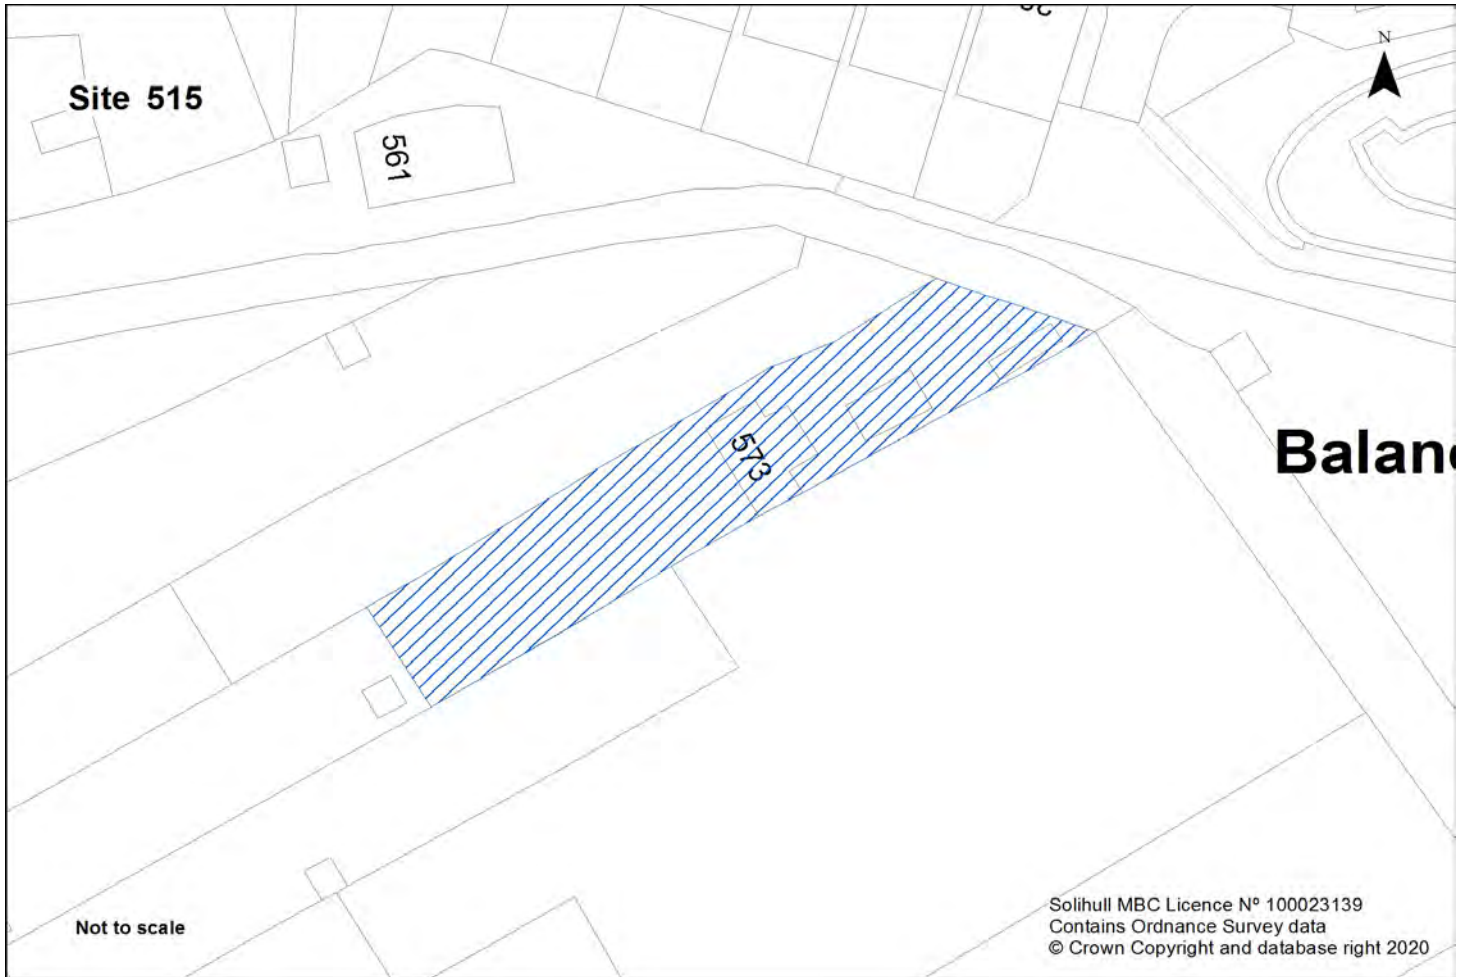 N
Site 515
561
573
Not to scale
Solihull MBC Licence Nº 100023139
Contains Ordnance Survey data
© Crown Copyright and database right 2020